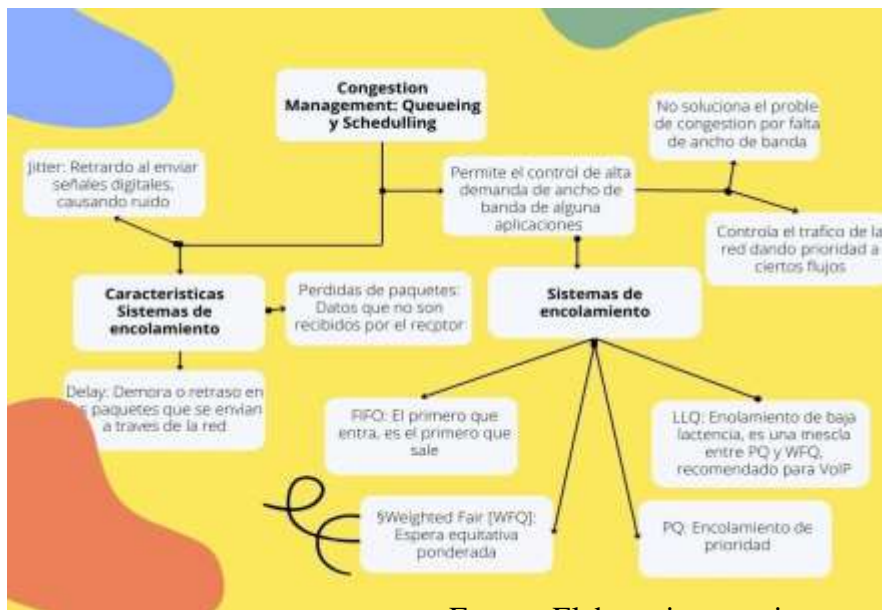 Congestion
Management: Queueing
y Schedulling
No soluciona el proble
de congestion por falta
de ancho de banda
Jitter: Retrardo al enviar
señales digitales,
causando ruido
Permite el control de alta
demanda de ancho de
banda de alguna
aplicaciones
Controla el trafico de la
red dando prioridad a
ciertos flujos
Caracteristicas
Sistemas de
encolamiento
Perdidas de paquetes:
Datos que no son
recibidos por el recptor
Sistemas de
encolamiento
Delay: Demora o retraso en
paquetes que se envian
a traves de la red
FIFO: El primero que
entra, es el primero que
sale
LLQ: Enolamiento de baja
lactencia, es una mescla
entre PQ y WFQ,
recomendado para VoIP
§Weighted Fair [WFQ]:
Espera equitativa
ponderada
PQ: Encolamiento de
prioridad